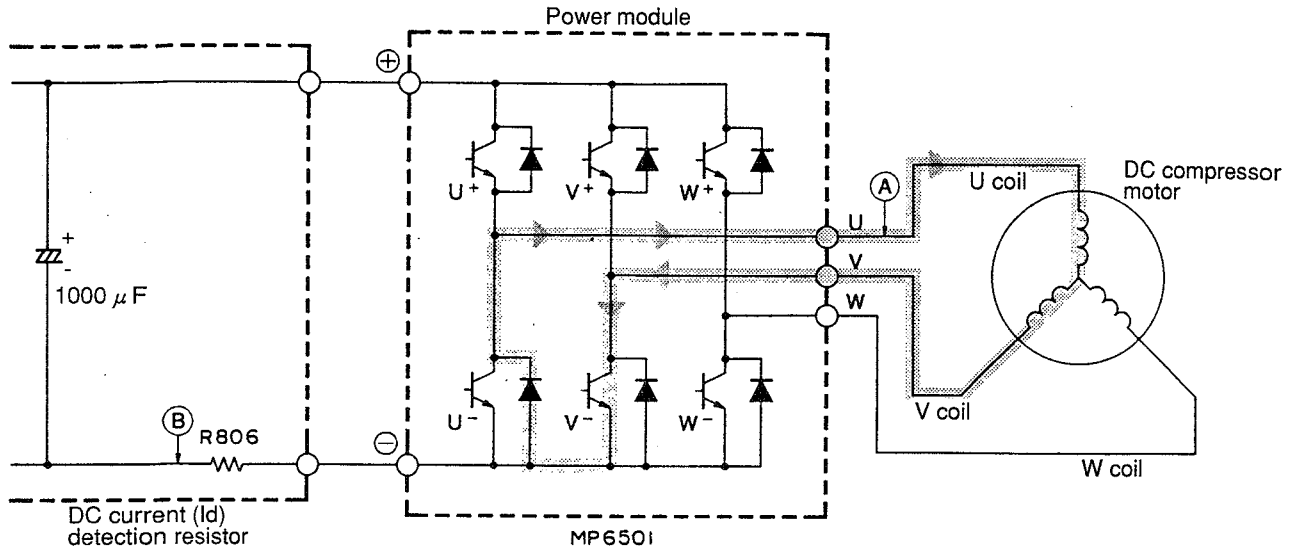 Power module
⊕
U+
V+
W+
A
U coil
DC compressor
motor
U
V
W
+
-
1000 μF
U-
V-
W-
V coil
W coil
B
R806
⊖
DC current (Id)
detection resistor
MP6501